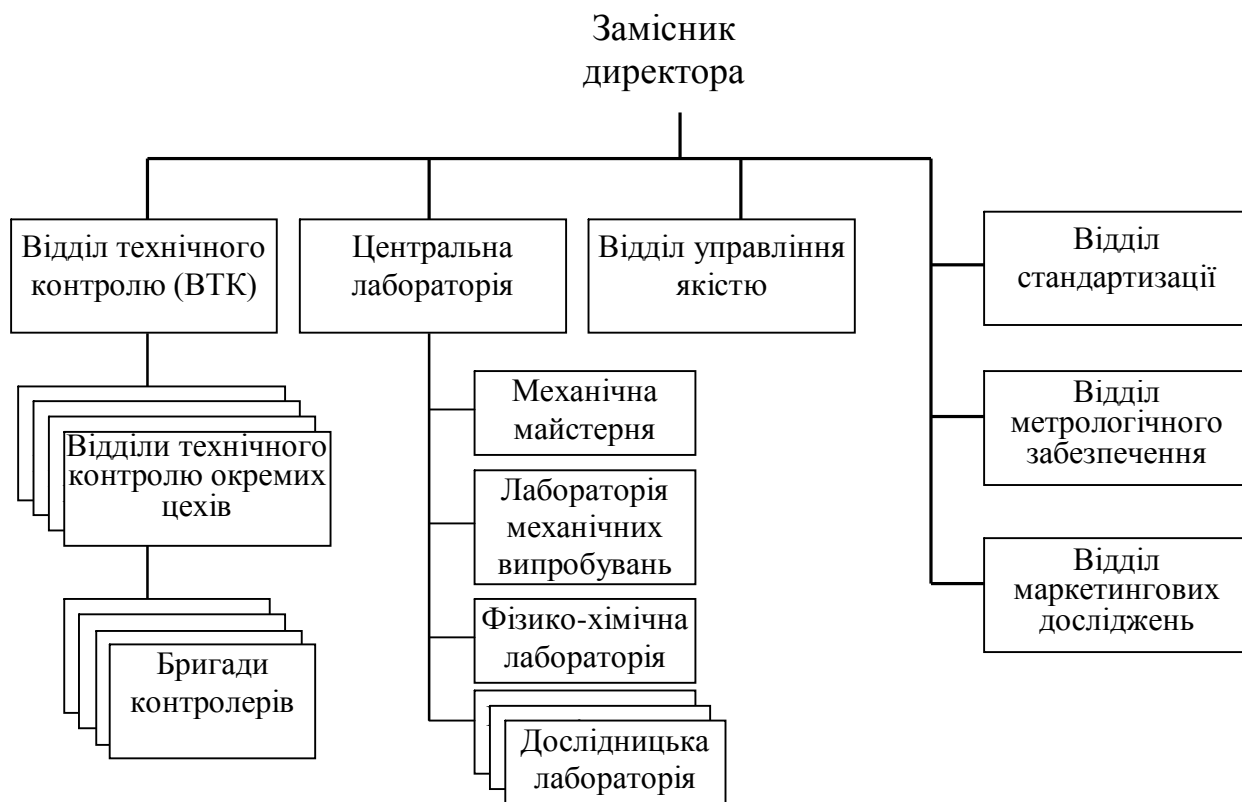 Замісник
директора
Відділ технічного
контролю (ВТК)
Центральна
лабораторія
Відділ управління
якістю
Відділ
стандартизації
Відділ
метрологічного
забезпечення
Відділ
маркетингових
досліджень
Відділи технічного
контролю окремих
цехів
Бригади
контролерів
Механічна
майстерня
Лабораторія
механічних
випробувань
Фізико-хімічна
лабораторія
Дослідницька
лабораторія